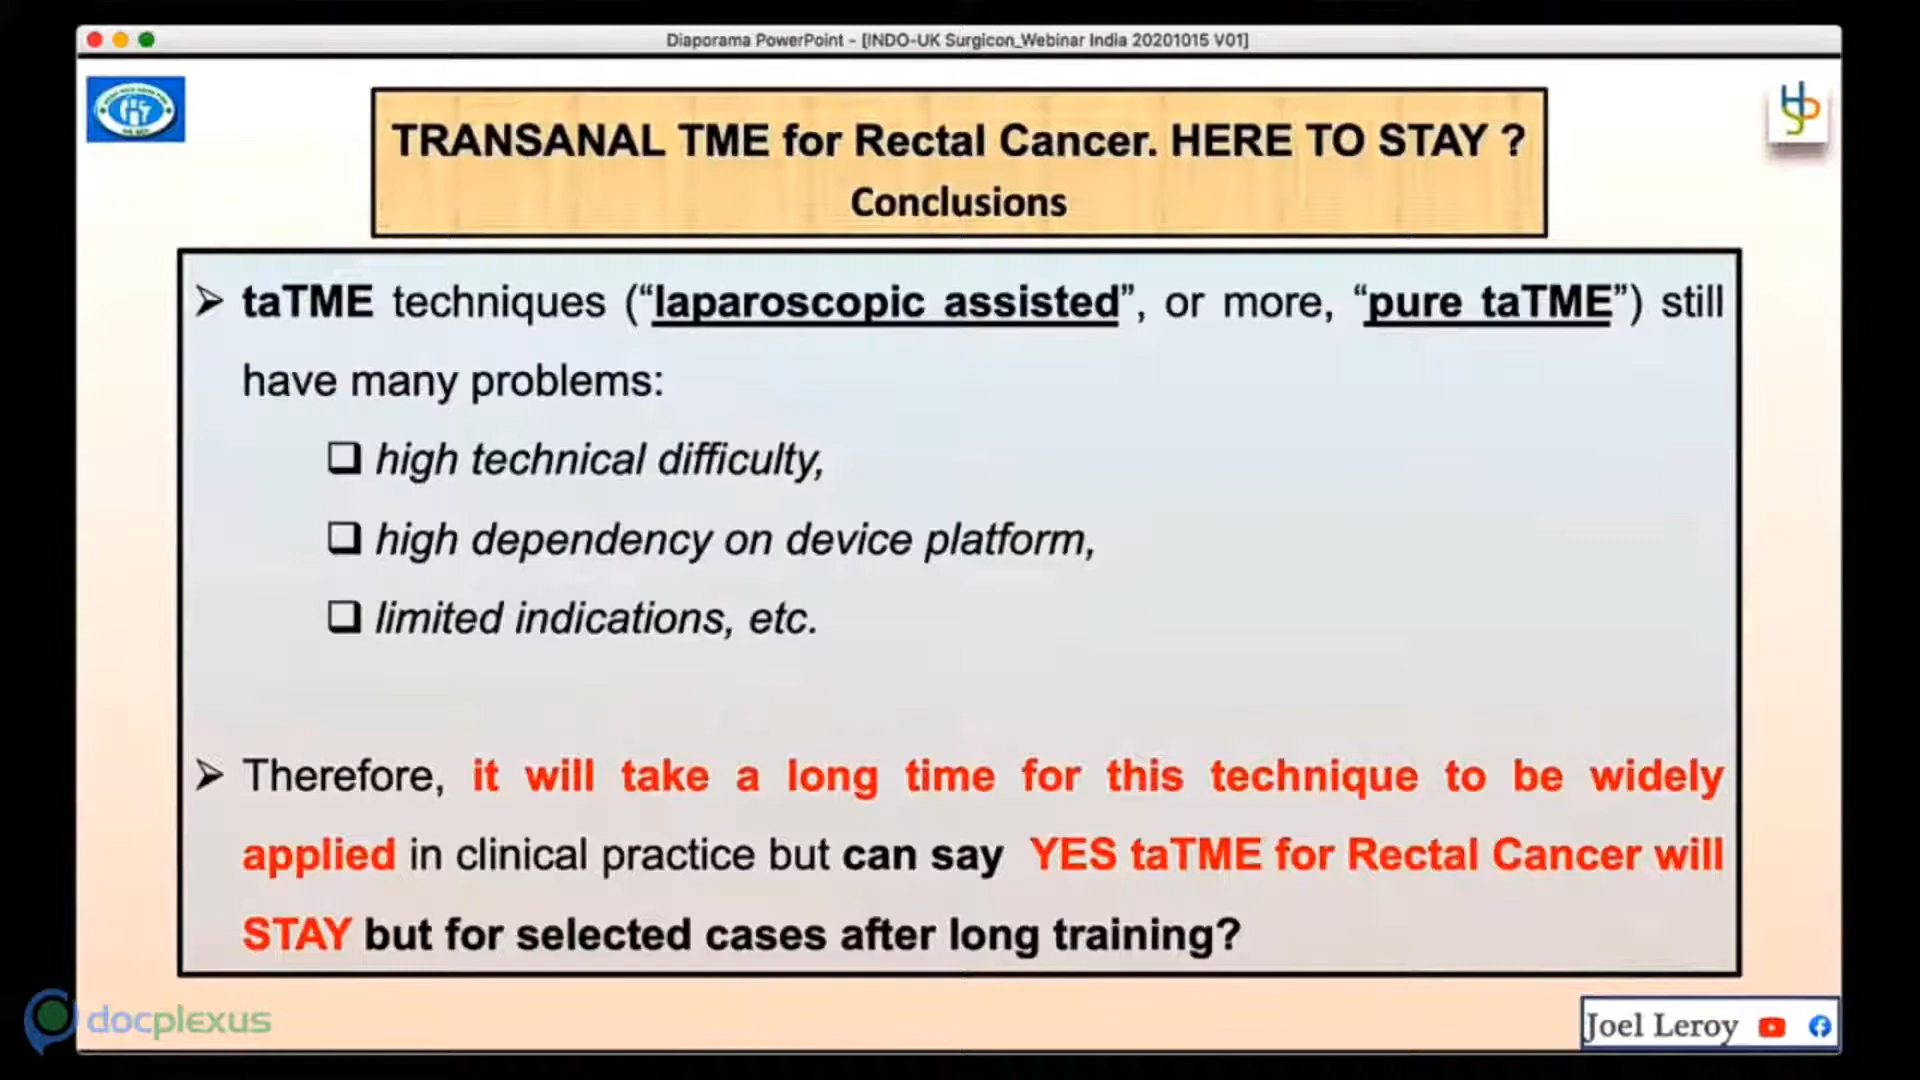 Diaporama PowerPoint - [INDO-UK Surgicon_Webinar India 20201015 V01]
TRANSANAL TME for Rectal Cancer. HERE TO STAY ?
Conclusions
➢ taTME techniques (“laparoscopic assisted”, or more, “pure taTME”) still
have many problems:
❑ high technical difficulty,
❑ high dependency on device platform,
❑ limited indications, etc.
➢ Therefore, it will take a long time for this technique to be widely
applied in clinical practice but can say YES taTME for Rectal Cancer will
STAY but for selected cases after long training?
docplexus
Joel Leroy